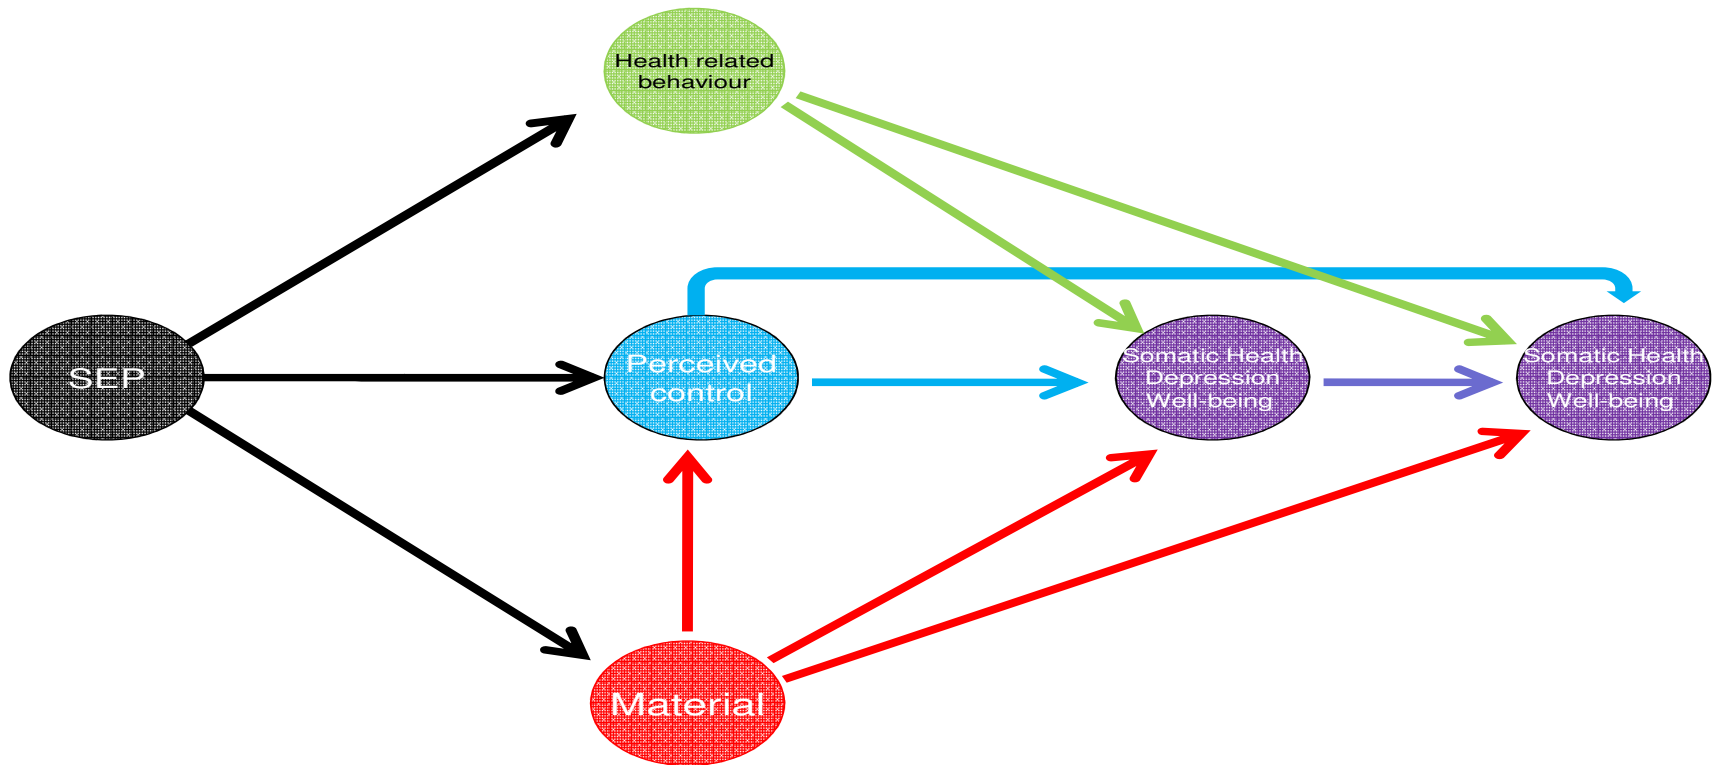 Health related
behaviour
SEP
Perceived
control
Somatic Health
Depression
Well-being
Somatic Health
Depression
Well-being
Material